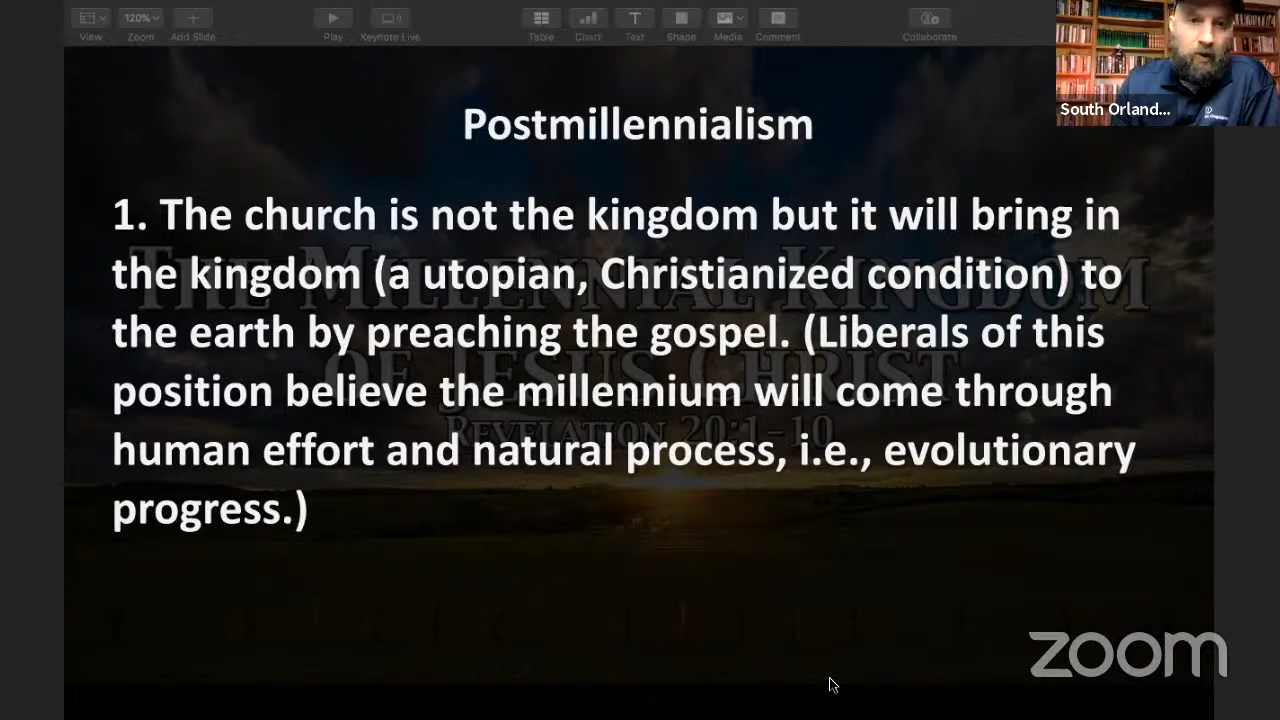 View
120%
Zoom
Add Slide
Play
Keynote Live
Table
Chart
Text
Shape
Media
Comment
Collaborate
South Orland...
Postmillennialism
1. The church is not the kingdom but it will bring in
the kingdom (a utopian, Christianized condition) to
the earth by preaching the gospel. (Liberals of this
position believe the millennium will come through
human effort and natural process, i.e., evolutionary
progress.)
The Millennial Kingdom
of Jesus Christ
Revelation 20:1-10
zoom